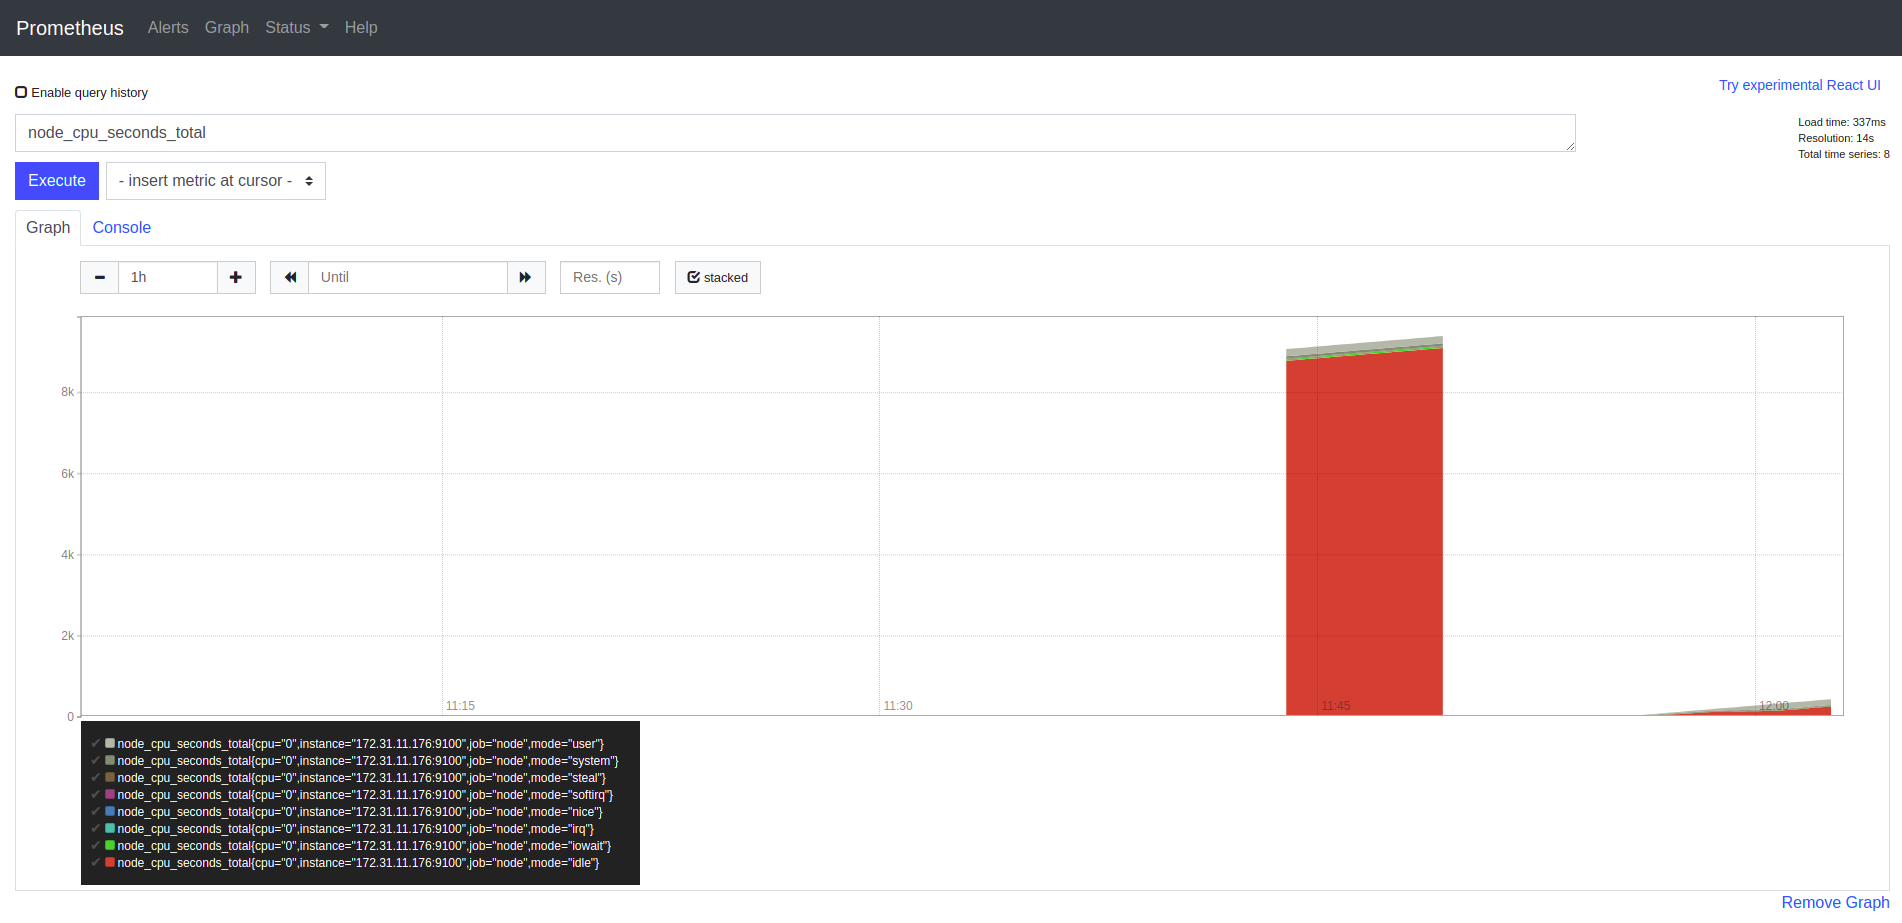 Prometheus Alerts Graph Status Help
Try experimental React UI
Enable query history
node_cpu_seconds_total
Load time: 337ms
Resolution: 14s
Total time series: 8
Execute - insert metric at cursor -
Graph Console
1h Until Res. (s) stacked
8k
6k
4k
2k
0
11:15 11:30 11:45 12:00
node_cpu_seconds_total{cpu="0",instance="172.31.11.176:9100",job="node",mode="user"}
node_cpu_seconds_total{cpu="0",instance="172.31.11.176:9100",job="node",mode="system"}
node_cpu_seconds_total{cpu="0",instance="172.31.11.176:9100",job="node",mode="steal"}
node_cpu_seconds_total{cpu="0",instance="172.31.11.176:9100",job="node",mode="softirq"}
node_cpu_seconds_total{cpu="0",instance="172.31.11.176:9100",job="node",mode="nice"}
node_cpu_seconds_total{cpu="0",instance="172.31.11.176:9100",job="node",mode="irq"}
node_cpu_seconds_total{cpu="0",instance="172.31.11.176:9100",job="node",mode="iowait"}
node_cpu_seconds_total{cpu="0",instance="172.31.11.176:9100",job="node",mode="idle"}
Remove Graph